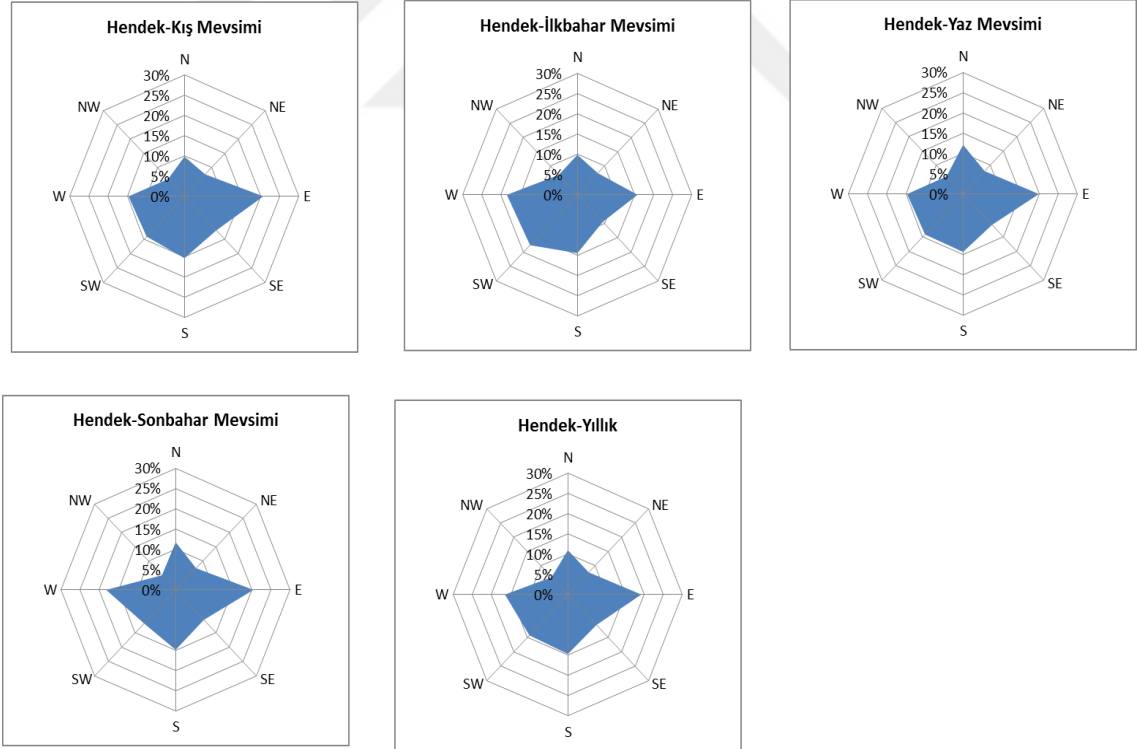 Hendek-Kış Mevsimi
N
30%
NW
25%
NE
20%
15%
10%
5%
W
0%
E
SW
SE
S
Hendek-İlkbahar Mevsimi
N
30%
NW
25%
NE
20%
15%
10%
5%
W
0%
E
SW
SE
S
Hendek-Yaz Mevsimi
N
30%
NW
25%
NE
20%
15%
10%
5%
W
0%
E
SW
SE
S
Hendek-Sonbahar Mevsimi
N
30%
NW
25%
NE
20%
15%
10%
5%
W
0%
E
SW
SE
S
Hendek-Yıllık
N
30%
NW
25%
NE
20%
15%
10%
5%
W
0%
E
SW
SE
S